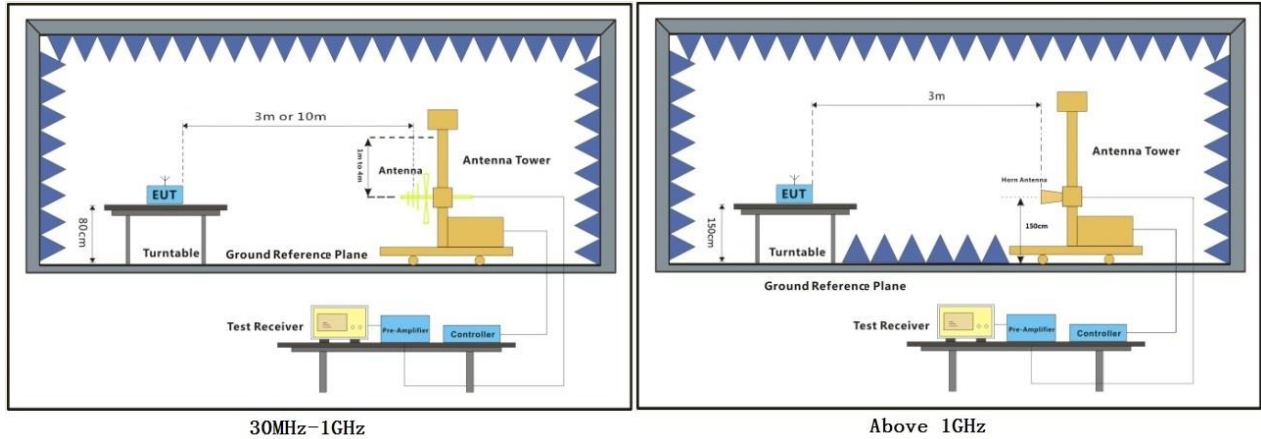 3m or 10m
1m to 4m
Antenna
Antenna Tower
EUT
80cm
Turntable
Ground Reference Plane
Test Receiver
Pre-Amplifier
Controller
30MHz-1GHz
3m
Antenna Tower
Horn Antenna
EUT
150cm
150cm
Turntable
Ground Reference Plane
Test Receiver
Pre-Amplifier
Controller
Above 1GHz